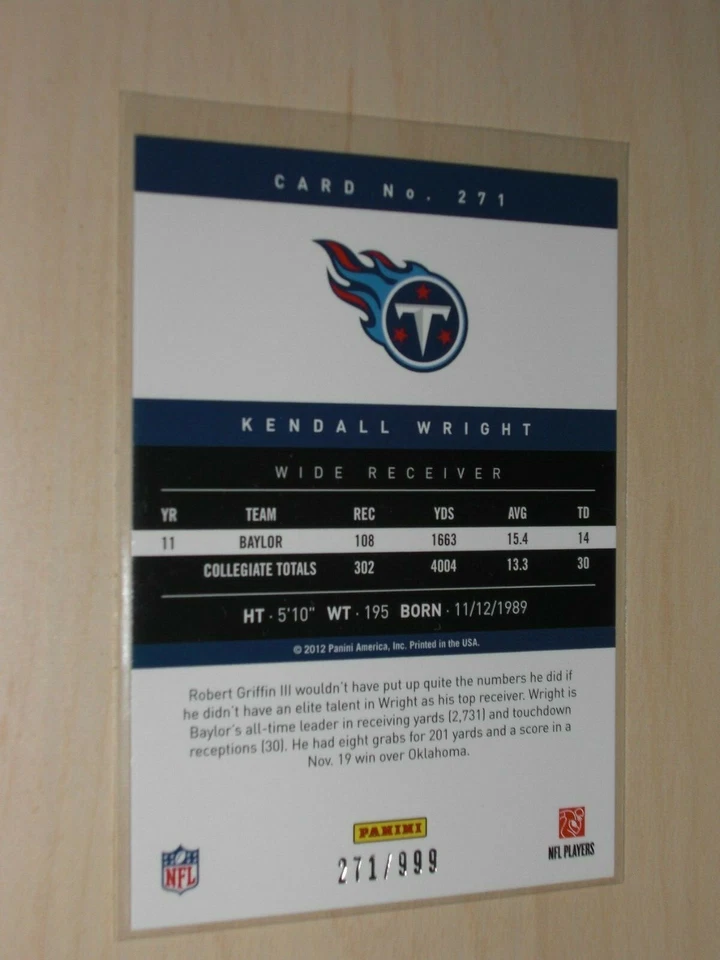 CARD No. 271
T
KENDALL WRIGHT
WIDE RECEIVER
YR TEAM REC YDS AVG TD
11 BAYLOR 108 1663 15.4 14
COLLEGIATE TOTALS 302 4004 13.3 30
HT · 5'10" WT · 195 BORN · 11/12/1989
© 2012 Panini America, Inc. Printed in the USA.
Robert Griffin III wouldn't have put up quite the numbers he did if
he didn't have an elite talent in Wright as his top receiver. Wright is
Baylor's all-time leader in receiving yards (2,731) and touchdown
receptions (30). He had eight grabs for 201 yards and a score in a
Nov. 19 win over Oklahoma.
PANINI
NFL
271/999
NFL PLAYERS